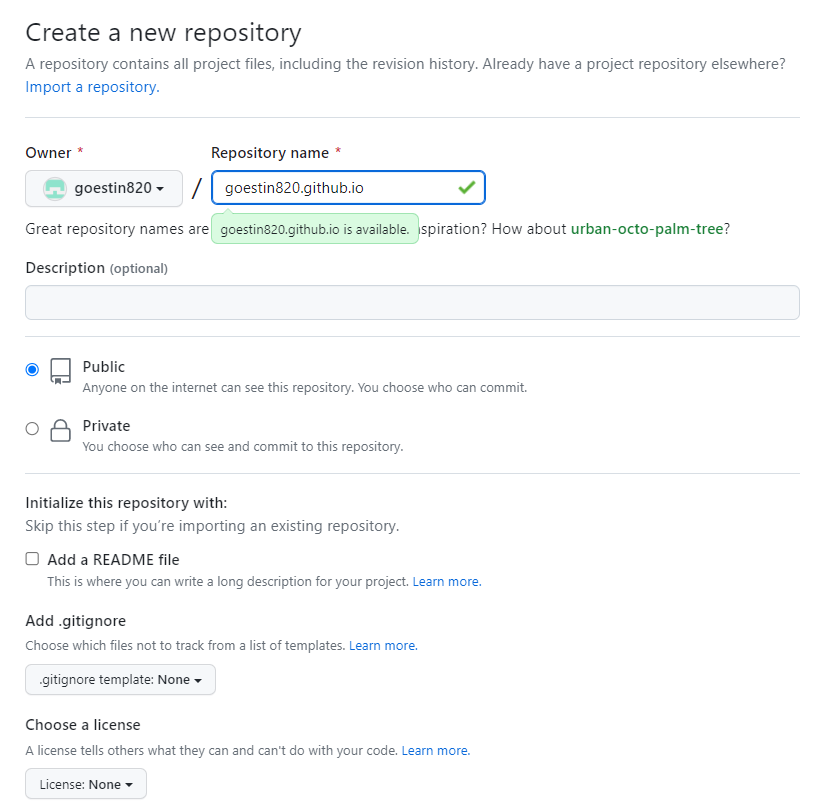 Create a new repository
A repository contains all project files, including the revision history. Already have a project repository elsewhere?
Import a repository.
Owner *
Repository name *
goestin820
/
goestin820.github.io
Great repository names are
goestin820.github.io is available.
spiration? How about urban-octo-palm-tree?
Description (optional)
Public
Anyone on the internet can see this repository. You choose who can commit.
Private
You choose who can see and commit to this repository.
Initialize this repository with:
Skip this step if you’re importing an existing repository.
Add a README file
This is where you can write a long description for your project. Learn more.
Add .gitignore
Choose which files not to track from a list of templates. Learn more.
.gitignore template: None
Choose a license
A license tells others what they can and can't do with your code. Learn more.
License: None